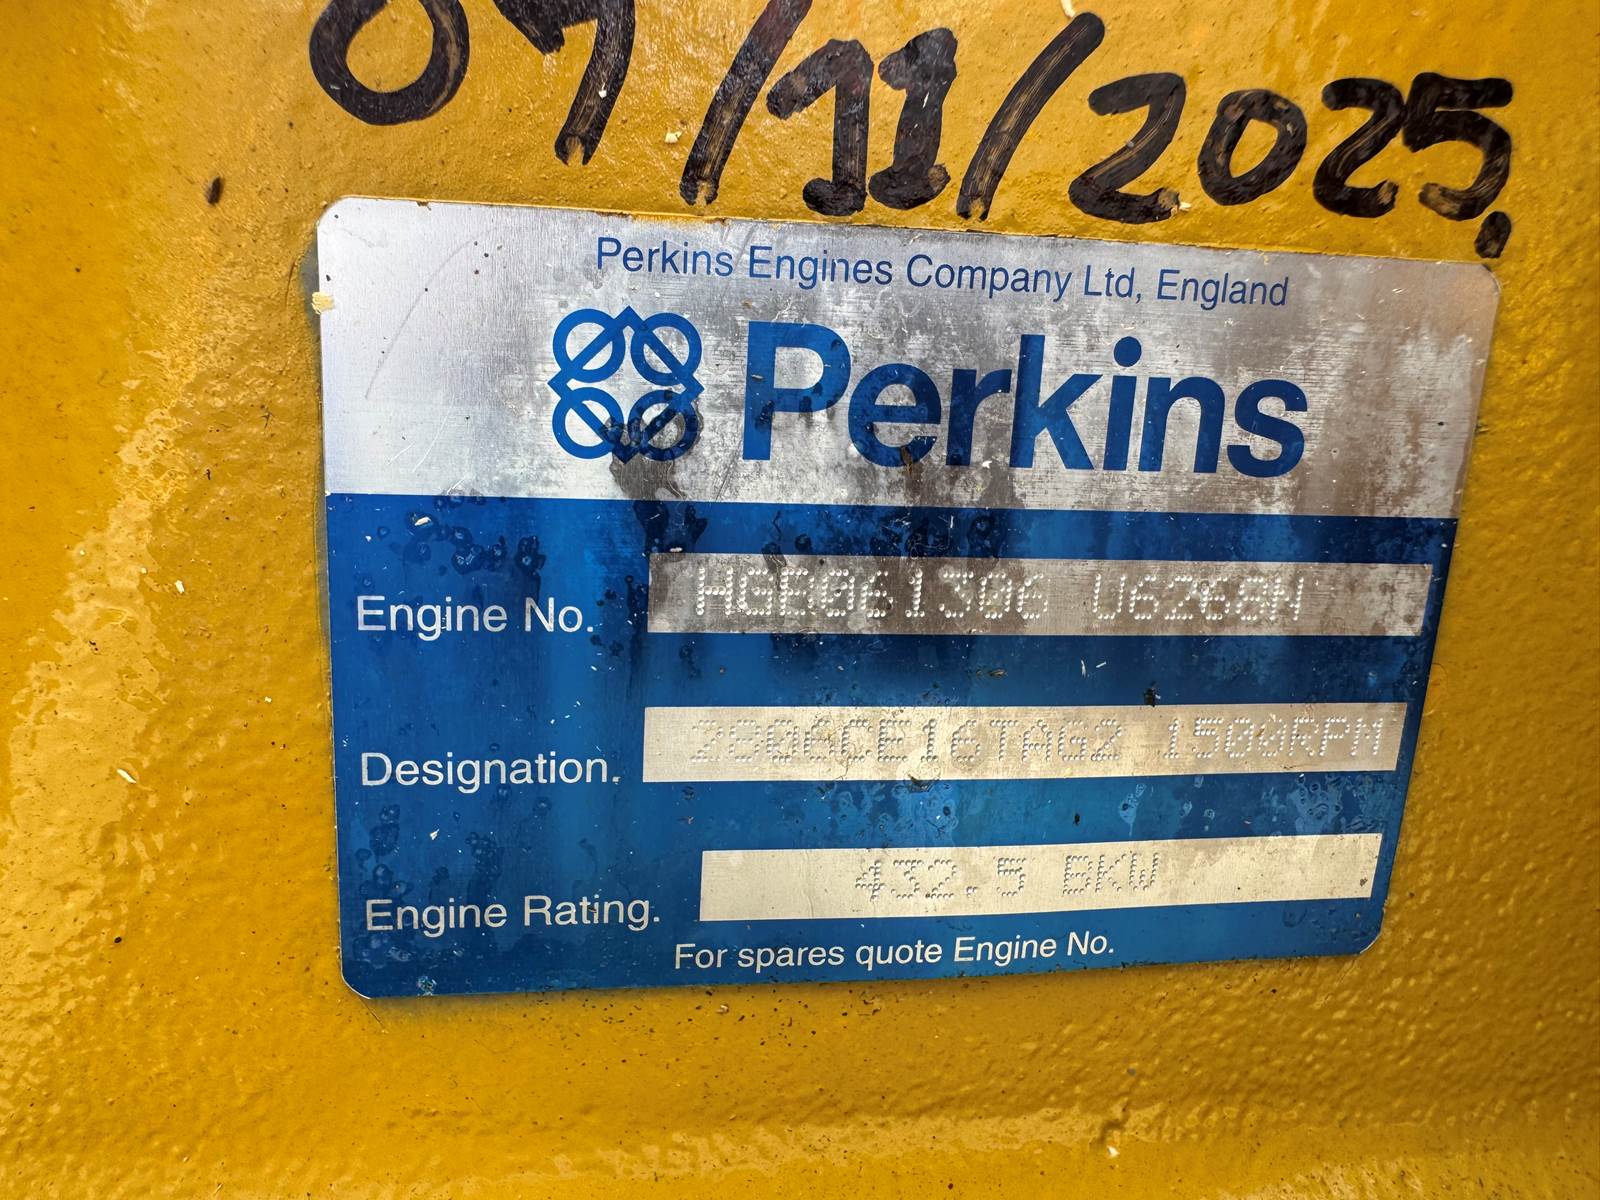 09/11/2025.
Perkins Engines Company Ltd, England
Perkins
Engine No. HGB061306 U6268N
Designation. 2806CE16TAG2 1500RPM
Engine Rating. 432.5 BKW
For spares quote Engine No.